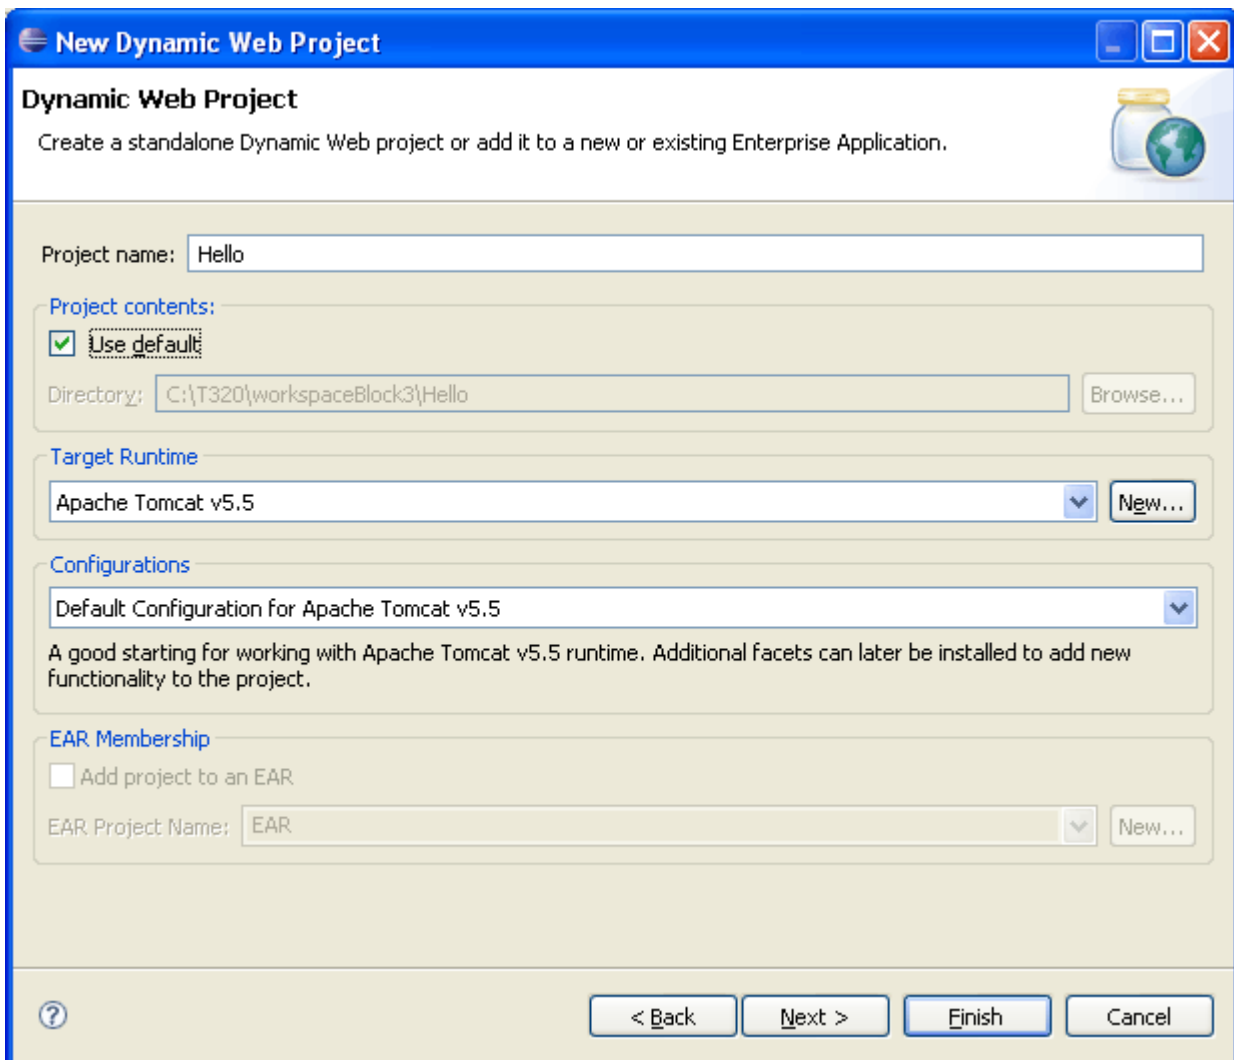 New Dynamic Web Project
Dynamic Web Project
Create a standalone Dynamic Web project or add it to a new or existing Enterprise Application.
Project name: Hello
Project contents:
Use default
Directory: C:\T320\workspaceBlock3\Hello Browse...
Target Runtime
Apache Tomcat v5.5 New...
Configurations
Default Configuration for Apache Tomcat v5.5
A good starting for working with Apache Tomcat v5.5 runtime. Additional facets can later be installed to add new
functionality to the project.
EAR Membership
Add project to an EAR
EAR Project Name: EAR New...
? < Back Next > Finish Cancel